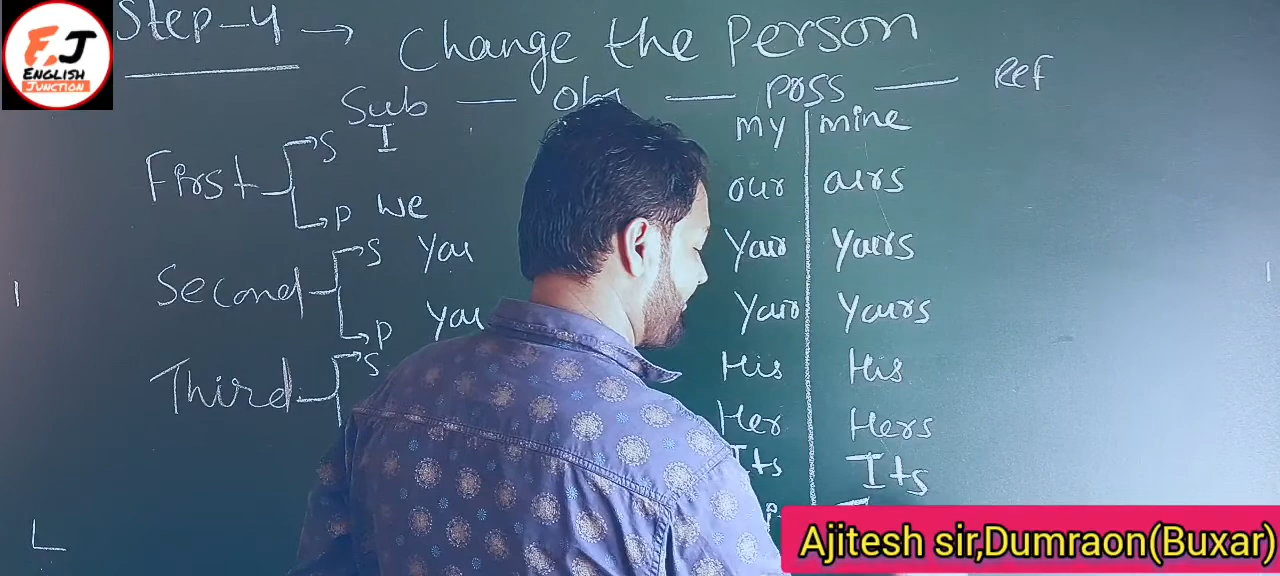 EJ
ENGLISH
JUNCTION
Step-4 → Change the Person
Sub — — Poss — Ref
First S I my mine
P We our ours
Second S You Your Yours
P You Your Yours
Third S His His
Her Hers
Its Its
Ajitesh sir,Dumraon(Buxar)